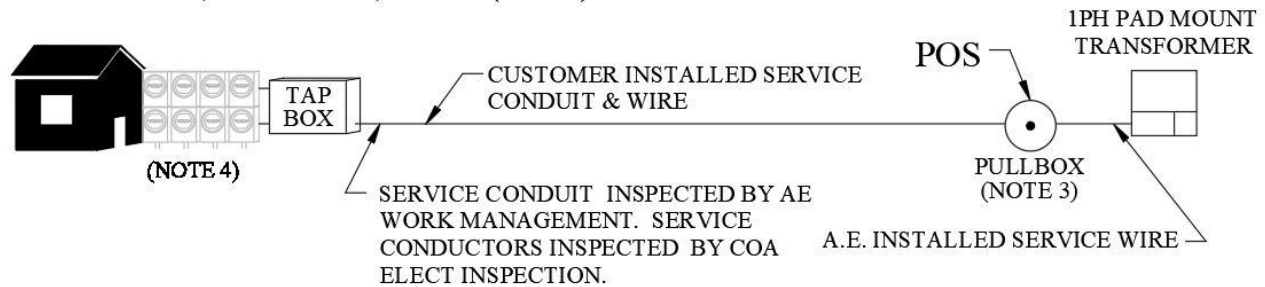 1PH PAD MOUNT
TRANSFORMER
POS
CUSTOMER INSTALLED SERVICE
CONDUIT & WIRE
TAP
BOX
(NOTE 4)
PULLBOX
(NOTE 3)
SERVICE CONDUIT INSPECTED BY AE
WORK MANAGEMENT. SERVICE
CONDUCTORS INSPECTED BY COA
ELECT INSPECTION.
A.E. INSTALLED SERVICE WIRE